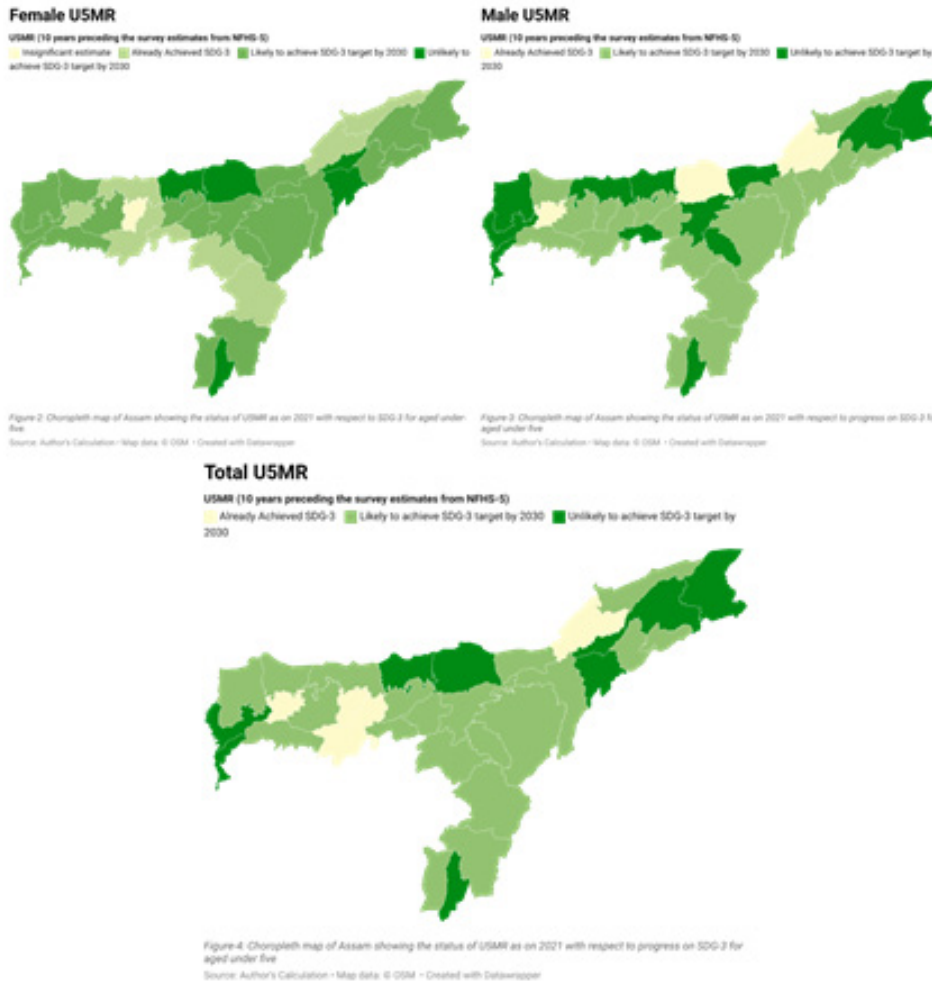 Female U5MR
U5MR (10 years preceding the survey estimates from NFHS-5)
Insignificant estimate Already Achieved SDG-3 Likely to achieve SDG-3 target by 2030 Unlikely to
achieve SDG-3 target by 2030
Figure-2: Choropleth map of Assam showing the status of U5MR as on 2021 with respect to SDG-3 for aged under-
five
Source: Author's Calculation • Map data: © OSM • Created with Datawrapper
Male U5MR
U5MR (10 years preceding the survey estimates from NFHS-5)
Already Achieved SDG-3 Likely to achieve SDG-3 target by 2030 Unlikely to achieve SDG-3 target by
2030
Figure-3: Choropleth map of Assam showing the status of U5MR as on 2021 with respect to progress on SDG-3 for
aged under five
Source: Author's Calculation • Map data: © OSM • Created with Datawrapper
Total U5MR
U5MR (10 years preceding the survey estimates from NFHS-5)
Already Achieved SDG-3 Likely to achieve SDG-3 target by 2030 Unlikely to achieve SDG-3 target by
2030
Figure-4: Choropleth map of Assam showing the status of U5MR as on 2021 with respect to progress on SDG-3 for
aged under five
Source: Author's Calculation • Map data: © OSM • Created with Datawrapper